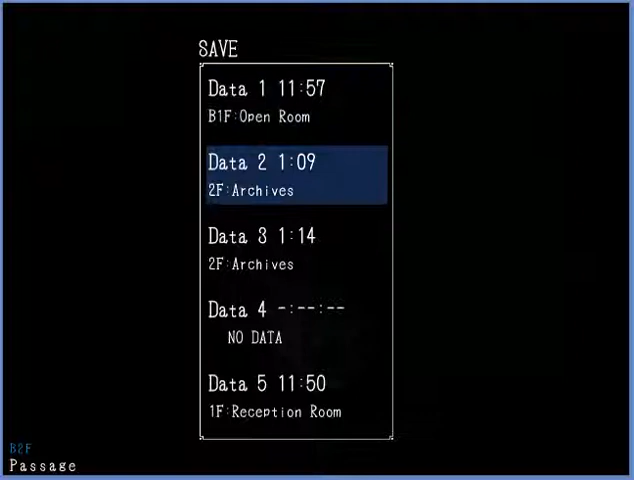 SAVE
Data 1 11:57
B1F:Open Room
Data 2 1:09
2F:Archives
Data 3 1:14
2F:Archives
Data 4 -:--:--
NO DATA
Data 5 11:50
1F:Reception Room
B2F
Passage